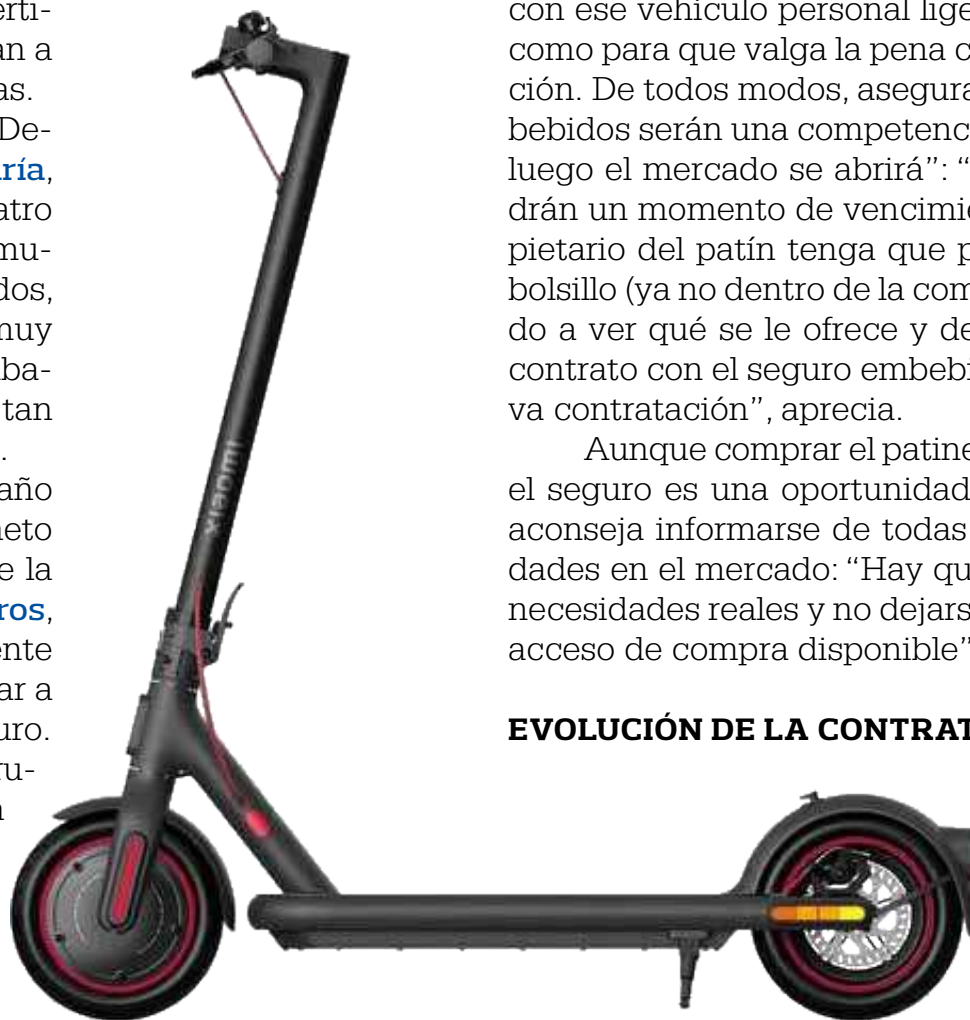 erti-
an a
as.
De-
ría,
atro
mu-
dos,
muy
aba-
tan
.
año
neto
e la
ros,
ente
ar a
uro.
ru-
con ese vehículo personal lige
como para que valga la pena c
ción. De todos modos, asegura
bebidos serán una competenc
luego el mercado se abrirá”: “
drán un momento de vencimie
pietario del patín tenga que p
bolsillo (ya no dentro de la com
do a ver qué se le ofrece y de
contrato con el seguro embebi
va contratación”, aprecia.
Aunque comprar el patine
el seguro es una oportunidad
aconseja informarse de todas
dades en el mercado: “Hay qu
necesidades reales y no dejars
acceso de compra disponible”
EVOLUCIÓN DE LA CONTRAT
xiaomi